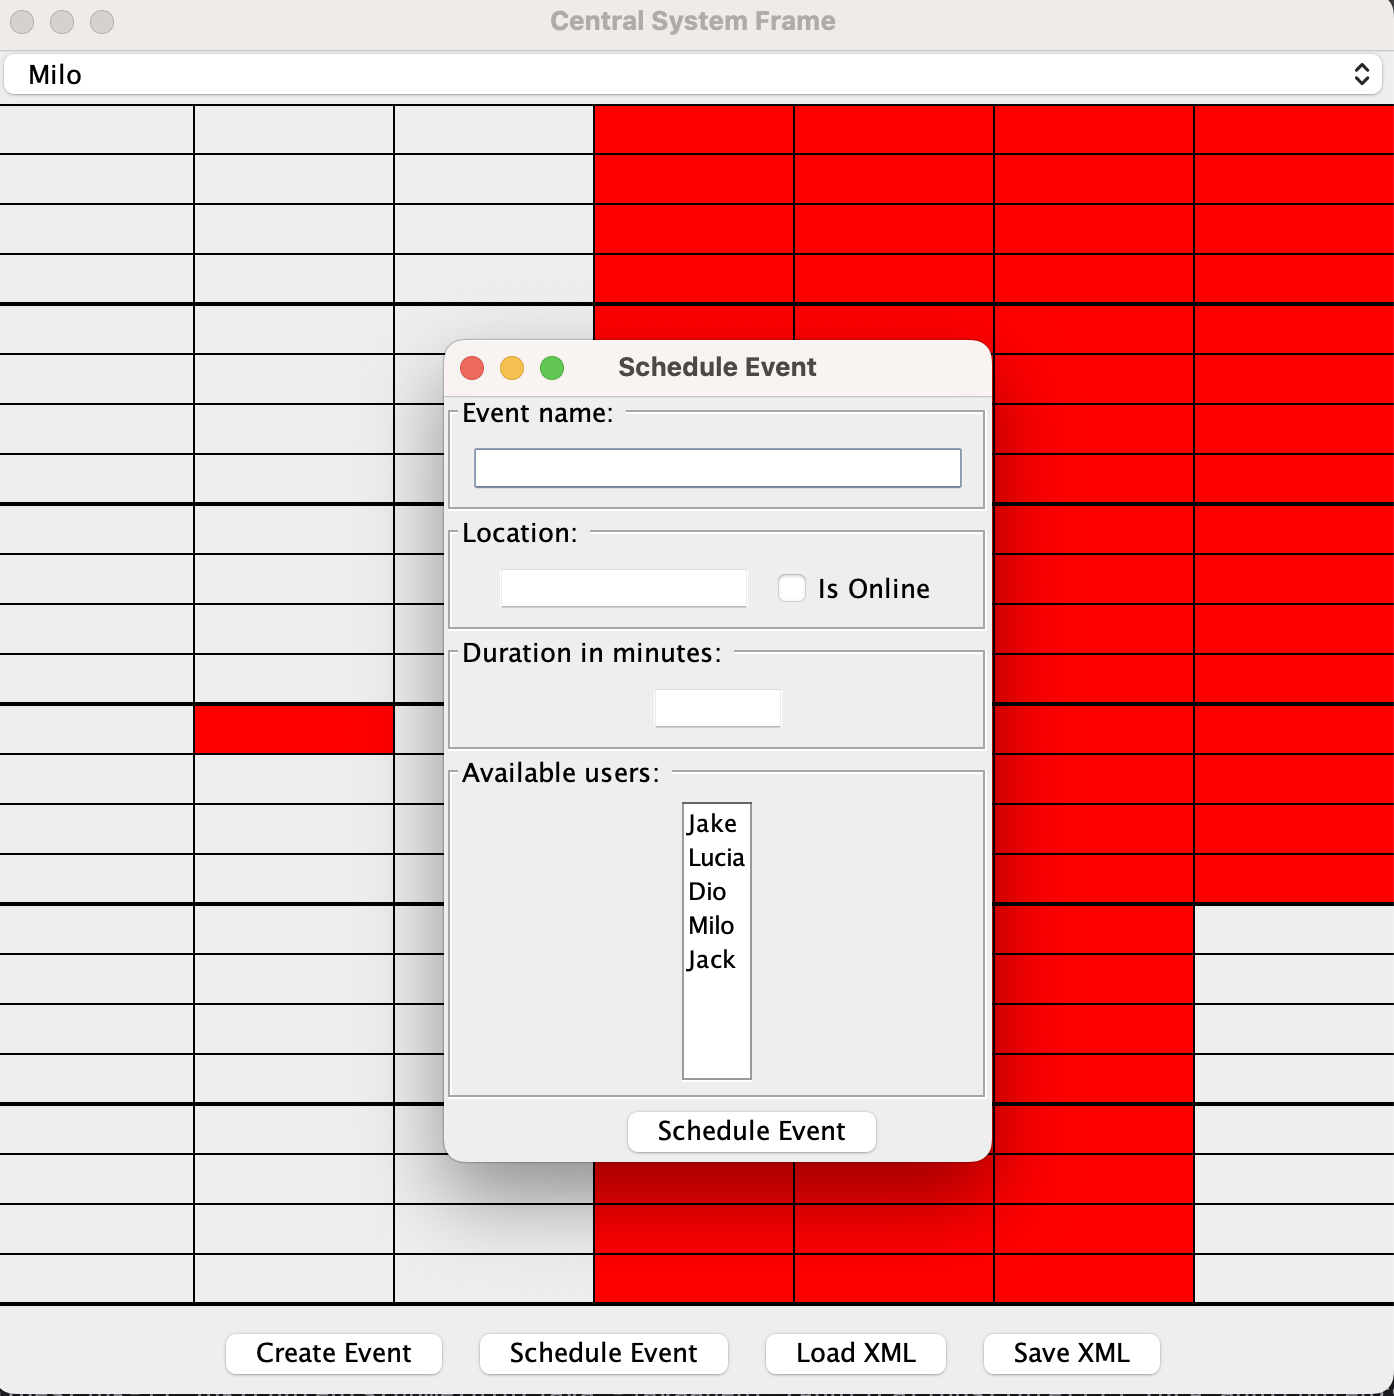 Central System Frame
Milo
Schedule Event
Event name:
Location:
Is Online
Duration in minutes:
Available users:
Jake
Lucia
Dio
Milo
Jack
Schedule Event
Create Event Schedule Event Load XML Save XML